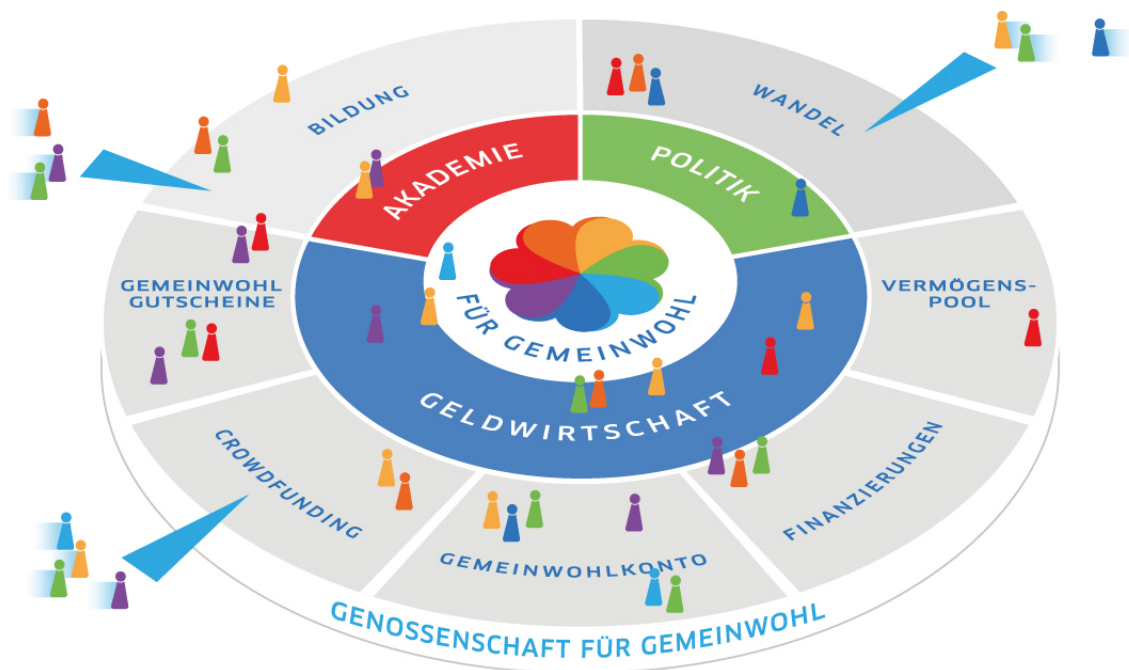 BILDUNG
WANDEL
AKADEMIE
POLITIK
GEMEINWOHL
GUTSCHEINE
VERMÖGENS-
POOL
FÜR GEMEINWOHL
GELDWIRTSCHAFT
CROWDFUNDING
FINANZIERUNGEN
GEMEINWOHLKONTO
GENOSSENSCHAFT FÜR GEMEINWOHL